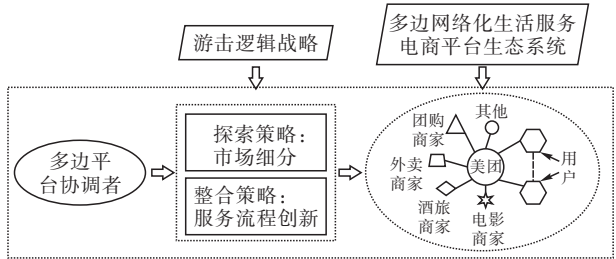 游击逻辑战略
多边网络化生活服务
电商平台生态系统
多边平
台协调者
探索策略：
市场细分
整合策略：
服务流程创新
团购
商家
其他
外卖
商家
美团
用
户
酒旅
商家
电影
商家